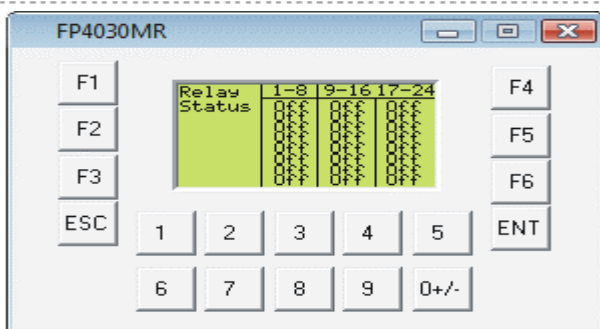 FP4030MR
F1
F2
F3
ESC
Relay 1-8 9-16 17-24
Status Off Off Off
Off Off Off
Off Off Off
Off Off Off
Off Off Off
Off Off Off
Off Off Off
Off Off Off
F4
F5
F6
ENT
1 2 3 4 5
6 7 8 9 0+/-